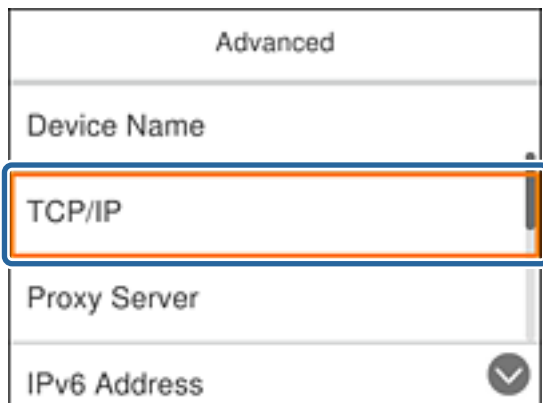 Advanced
Device Name
TCP/IP
Proxy Server
IPv6 Address